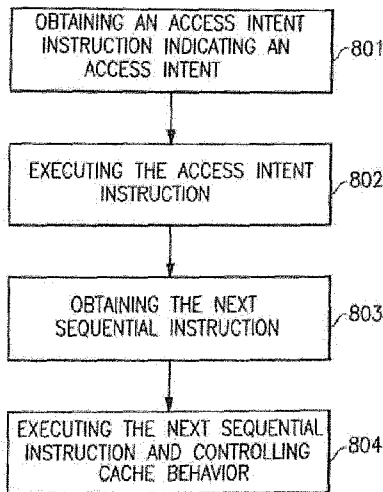 OBTAINING AN ACCESS INTENT
INSTRUCTION INDICATING AN
ACCESS INTENT
801
EXECUTING THE ACCESS INTENT
INSTRUCTION
802
OBTAINING THE NEXT
SEQUENTIAL INSTRUCTION
803
EXECUTING THE NEXT SEQUENTIAL
INSTRUCTION AND CONTROLLING
CACHE BEHAVIOR
804